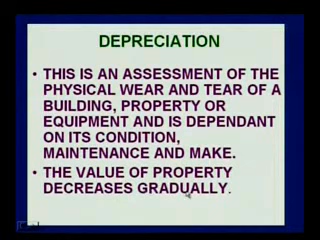 DEPRECIATION
• THIS IS AN ASSESSMENT OF THE
PHYSICAL WEAR AND TEAR OF A
BUILDING, PROPERTY OR
EQUIPMENT AND IS DEPENDANT
ON ITS CONDITION,
MAINTENANCE AND MAKE.
• THE VALUE OF PROPERTY
DECREASES GRADUALLY.